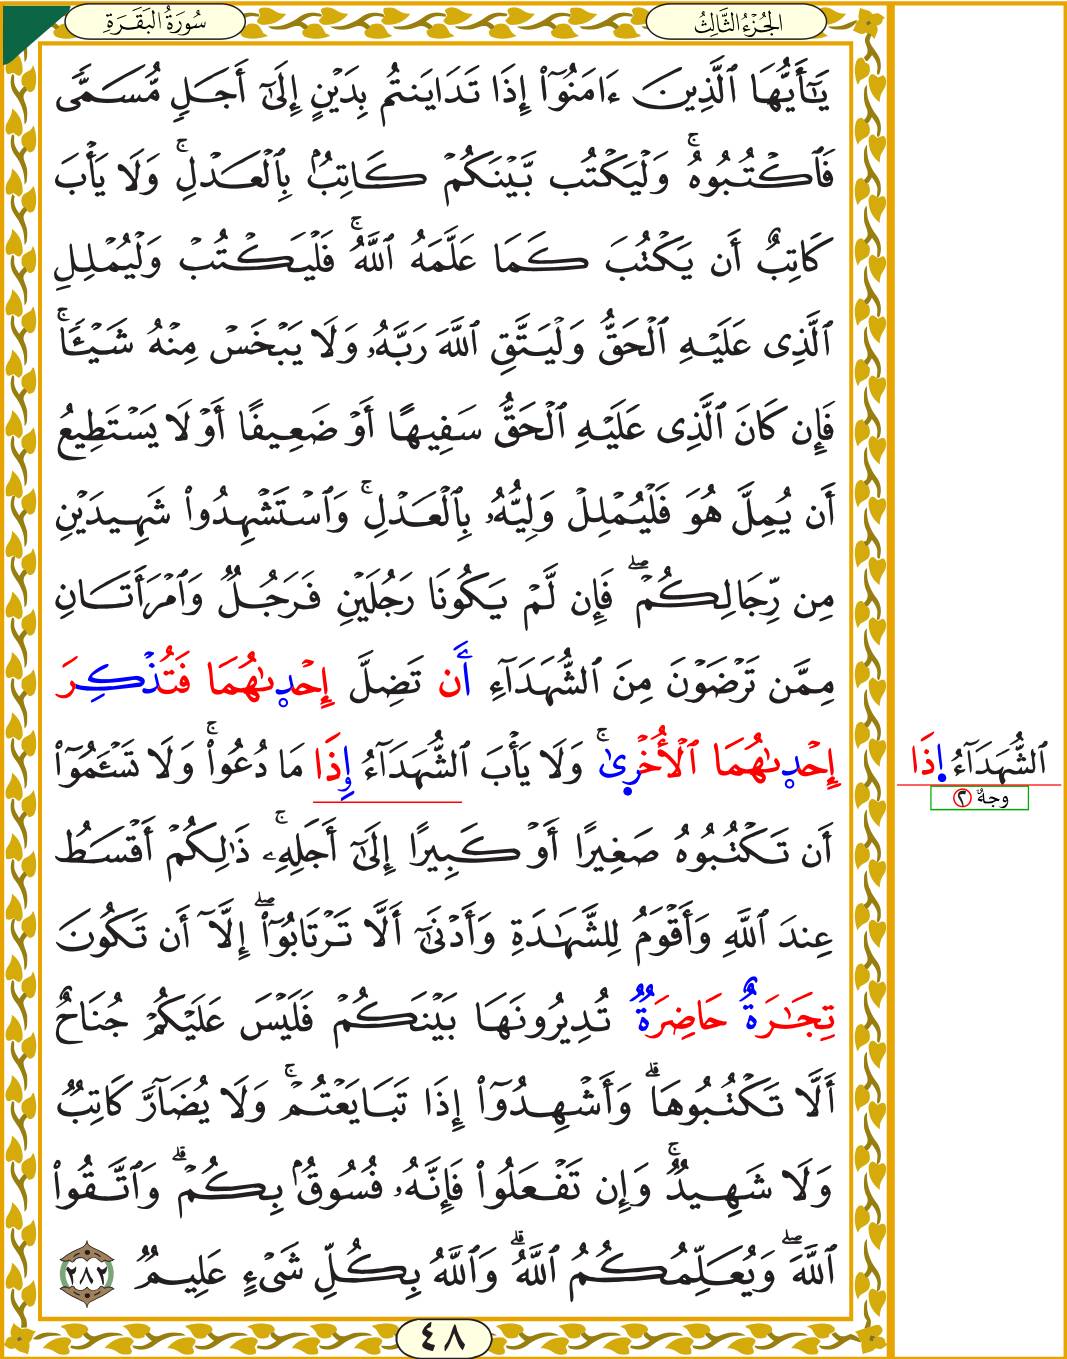 سُورَةُ البَقَرَةِ
الجُزْءُ الثَّالِثُ
يَٰٓأَيُّهَا ٱلَّذِينَ ءَامَنُوٓا۟ إِذَا تَدَايَنتُم بِدَيْنٍ إِلَىٰٓ أَجَلٍ مُّسَمًّى
فَٱكْتُبُوهُ ۚ وَلْيَكْتُب بَّيْنَكُمْ كَاتِبٌۢ بِٱلْعَدْلِ ۚ وَلَا يَأْبَ
كَاتِبٌ أَن يَكْتُبَ كَمَا عَلَّمَهُ ٱللَّهُ ۚ فَلْيَكْتُبْ وَلْيُمْلِلِ
ٱلَّذِى عَلَيْهِ ٱلْحَقُّ وَلْيَتَّقِ ٱللَّهَ رَبَّهُۥ وَلَا يَبْخَسْ مِنْهُ شَيْـًٔا ۚ
فَإِن كَانَ ٱلَّذِى عَلَيْهِ ٱلْحَقُّ سَفِيهًا أَوْ ضَعِيفًا أَوْ لَا يَسْتَطِيعُ
أَن يُمِلَّ هُوَ فَلْيُمْلِلْ وَلِيُّهُۥ بِٱلْعَدْلِ ۚ وَٱسْتَشْهِدُوا۟ شَهِيدَيْنِ
مِن رِّجَالِكُمْ ۖ فَإِن لَّمْ يَكُونَا رَجُلَيْنِ فَرَجُلٌ وَٱمْرَأَتَانِ
مِمَّن تَرْضَوْنَ مِنَ ٱلشُّهَدَآءِ أَن تَضِلَّ إِحْدٜىٰهُمَا فَتُذْكِرَ
إِحْدٜىٰهُمَا ٱلْأُخْرٜىٰ ۚ وَلَا يَأْبَ ٱلشُّهَدَآءُ إِذَا مَا دُعُوا۟ ۚ وَلَا تَسْـَٔمُوٓا۟
أَن تَكْتُبُوهُ صَغِيرًا أَوْ كَبِيرًا إِلَىٰٓ أَجَلِهِۦ ۚ ذَٰلِكُمْ أَقْسَطُ
عِندَ ٱللَّهِ وَأَقْوَمُ لِلشَّهَٰدَةِ وَأَدْنَىٰٓ أَلَّا تَرْتَابُوٓا۟ ۖ إِلَّآ أَن تَكُونَ
تِجَٰرَةٌ حَاضِرَةٌ تُدِيرُونَهَا بَيْنَكُمْ فَلَيْسَ عَلَيْكُمْ جُنَاحٌ
أَلَّا تَكْتُبُوهَا ۗ وَأَشْهِدُوٓا۟ إِذَا تَبَايَعْتُمْ ۚ وَلَا يُضَآرَّ كَاتِبٌ
وَلَا شَهِيدٌ ۚ وَإِن تَفْعَلُوا۟ فَإِنَّهُۥ فُسُوقٌۢ بِكُمْ ۗ وَٱتَّقُوا۟
ٱللَّهَ ۖ وَيُعَلِّمُكُمُ ٱللَّهُ ۗ وَٱللَّهُ بِكُلِّ شَىْءٍ عَلِيمٌ ٢٨٢
ٱلشُّهَدَآءُ إِذَا
وجهٌ ٢
٤٨